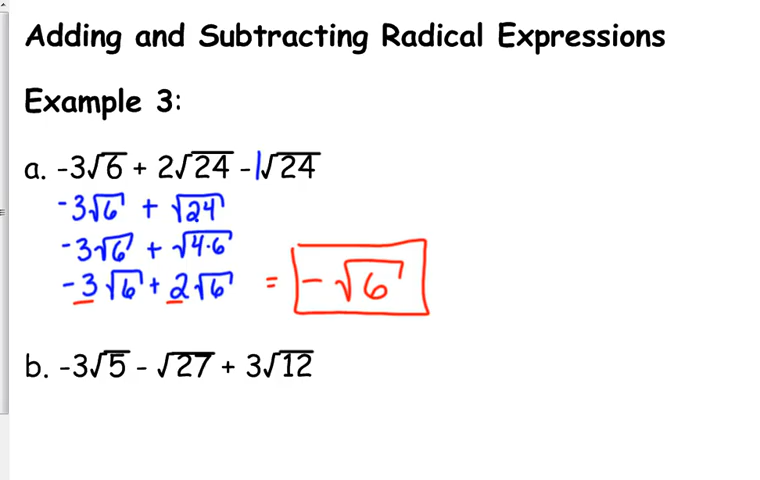 Adding and Subtracting Radical Expressions
Example 3:
a. -3√6 + 2√24 - 1√24
-3√6 + √24
-3√6 + √4·6
-3√6 + 2√6 = -√6
b. -3√5 - √27 + 3√12